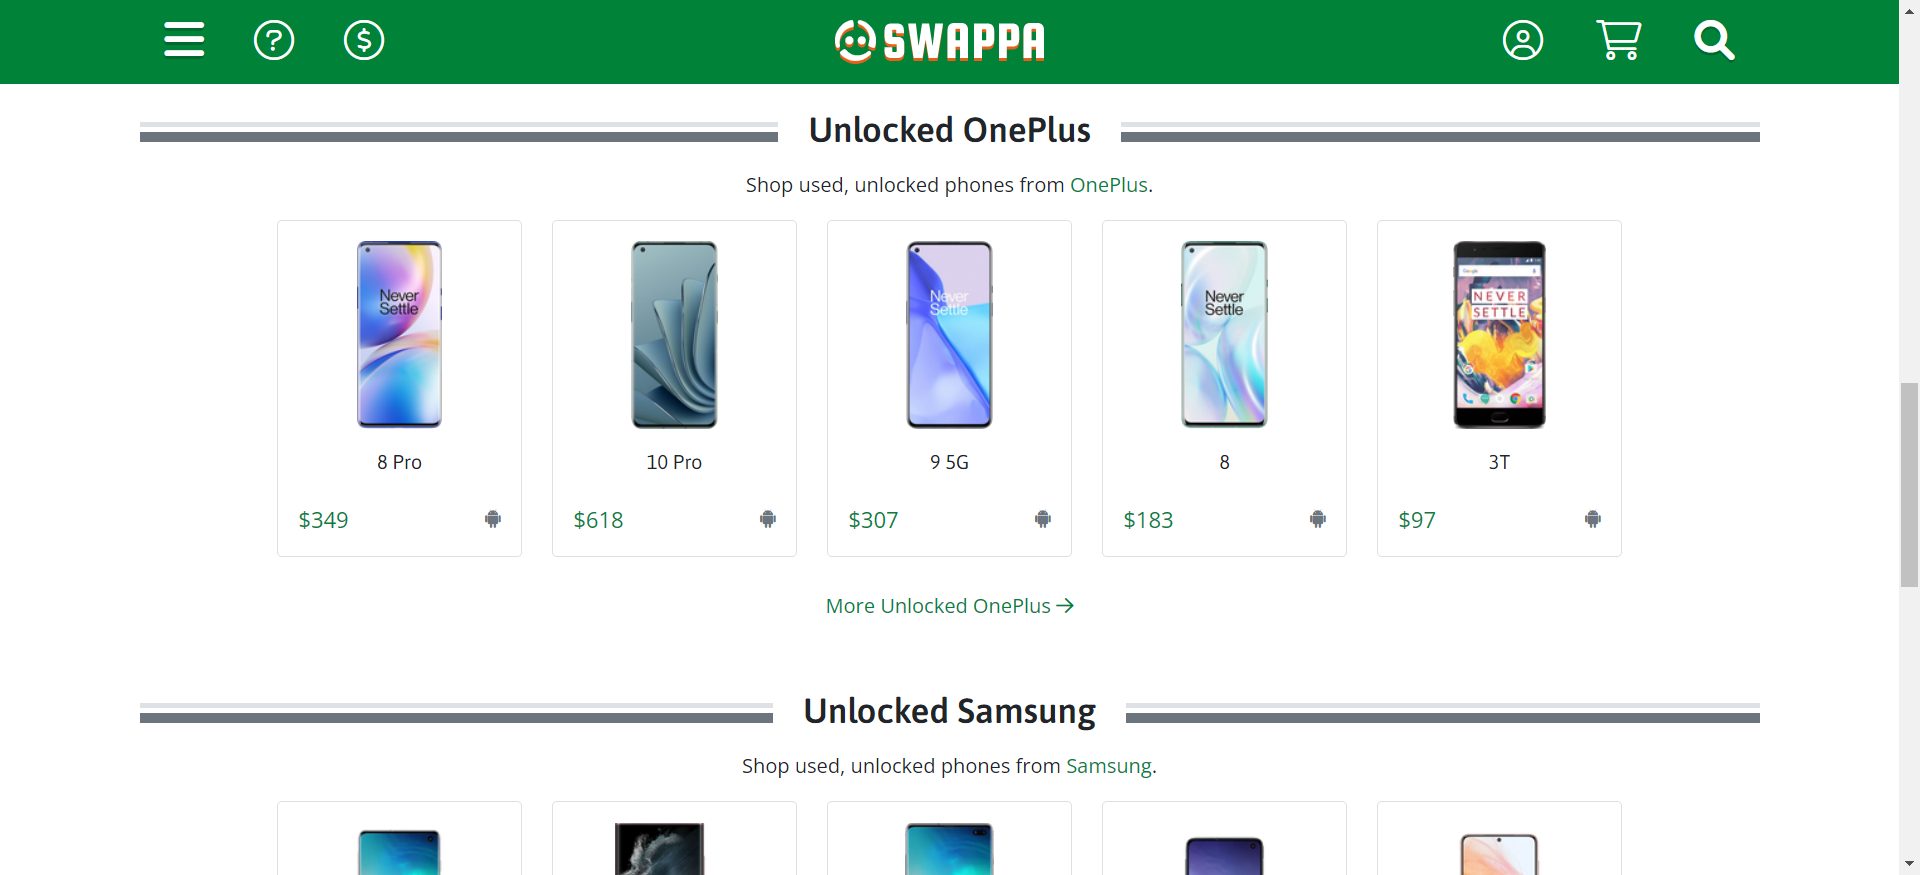 SWAPPA
Unlocked OnePlus
Shop used, unlocked phones from OnePlus.
Never
Settle
Never
Settle
Never
Settle
Google
NEVER
SETTLE
8 Pro
10 Pro
9 5G
8
3T
$349
$618
$307
$183
$97
More Unlocked OnePlus →
Unlocked Samsung
Shop used, unlocked phones from Samsung.